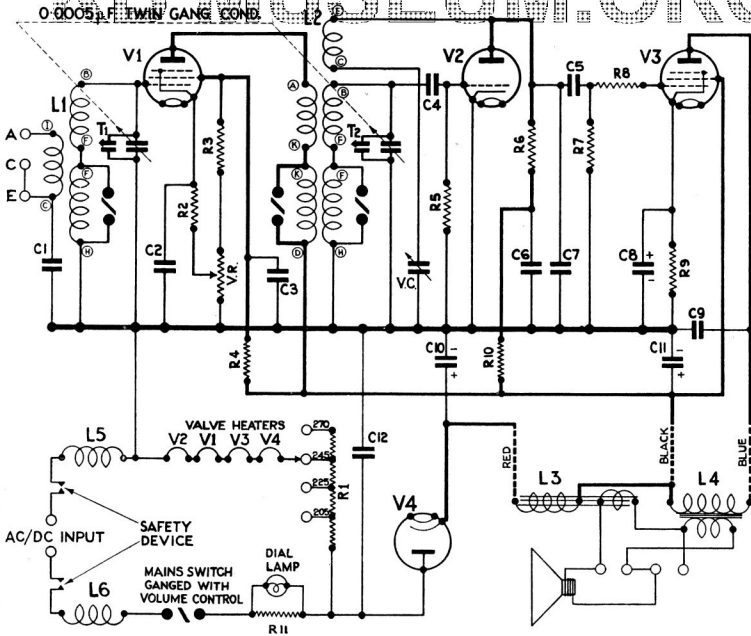 MUSEUM.ORG
0·0005µF TWIN GANG COND.
L2
V1
V2
V3
L1
B
A
B
C
C4
C5
R8
A
I
T1
R3
F
K
F
T2
R6
R7
C
F
K
F
E
R2
R5
C
C1
H
C2
V.R.
C3
D
H
V.C.
C6
C7
C8
+
-
R9
C9
R4
C10
-
+
R10
C11
-
+
L5
VALVE HEATERS
V2 V1 V3 V4
270
245
225
205
R1
C12
RED
BLACK
BLUE
L3
L4
V4
AC/DC INPUT
SAFETY
DEVICE
L6
MAINS SWITCH
GANGED WITH
VOLUME CONTROL
DIAL
LAMP
R11